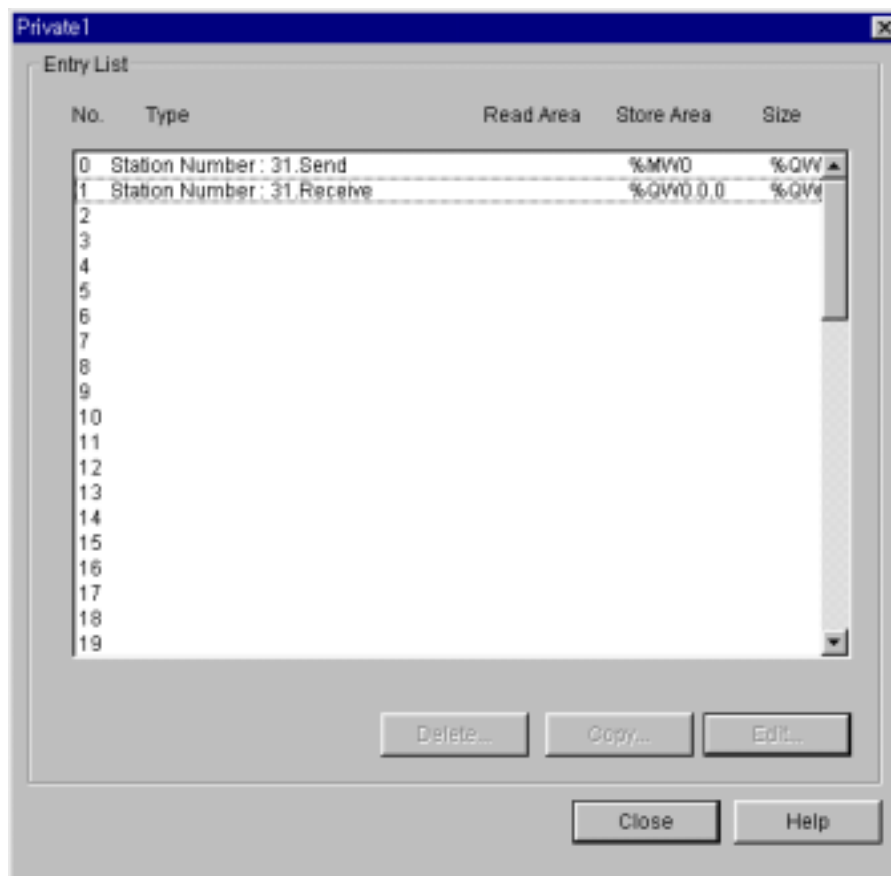 Private1
Entry List
No. Type Read Area Store Area Size
0 Station Number : 31.Send %MW0 %QW
1 Station Number : 31.Receive %QW0.0.0 %QW
2
3
4
5
6
7
8
9
10
11
12
13
14
15
16
17
18
19
Delete... Copy... Edit...
Close Help